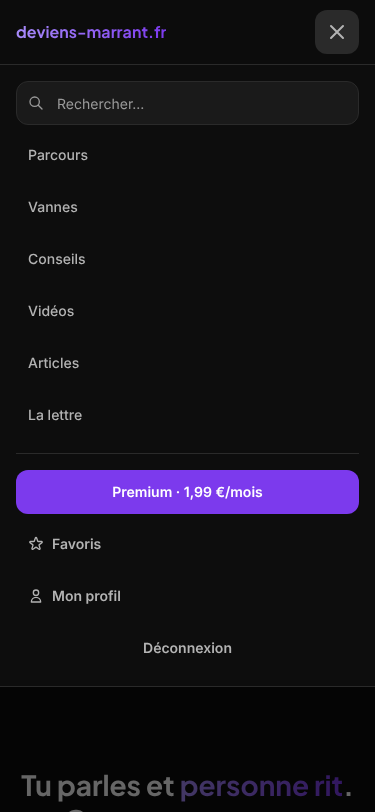 deviens-marrant.fr
Rechercher...
Parcours
Vannes
Conseils
Vidéos
Articles
La lettre
Premium · 1,99 €/mois
Favoris
Mon profil
Déconnexion
Tu parles et personne rit.